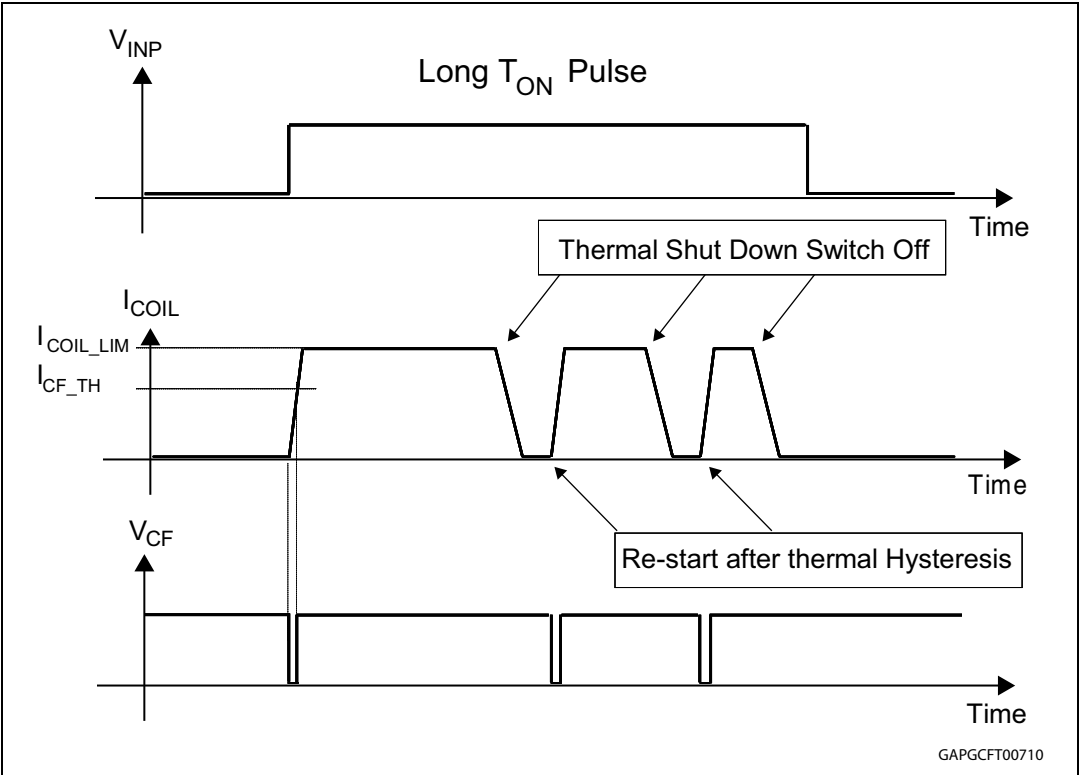 V_INP
Long T_ON Pulse
Time
Thermal Shut Down Switch Off
I_COIL
I_COIL_LIM
I_CF_TH
Time
V_CF
Re-start after thermal Hysteresis
Time
GAPGCFT00710